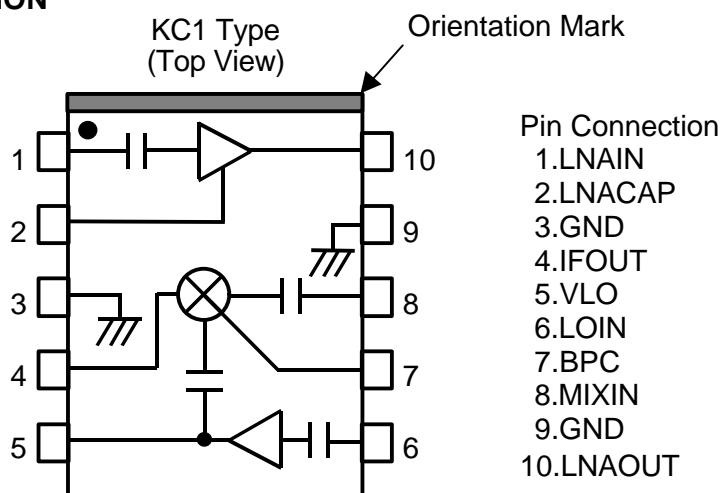 ON
KC1 Type
(Top View)
Orientation Mark
1
2
3
4
5
10
9
8
7
6
Pin Connection
1.LNAIN
2.LNACAP
3.GND
4.IFOUT
5.VLO
6.LOIN
7.BPC
8.MIXIN
9.GND
10.LNAOUT